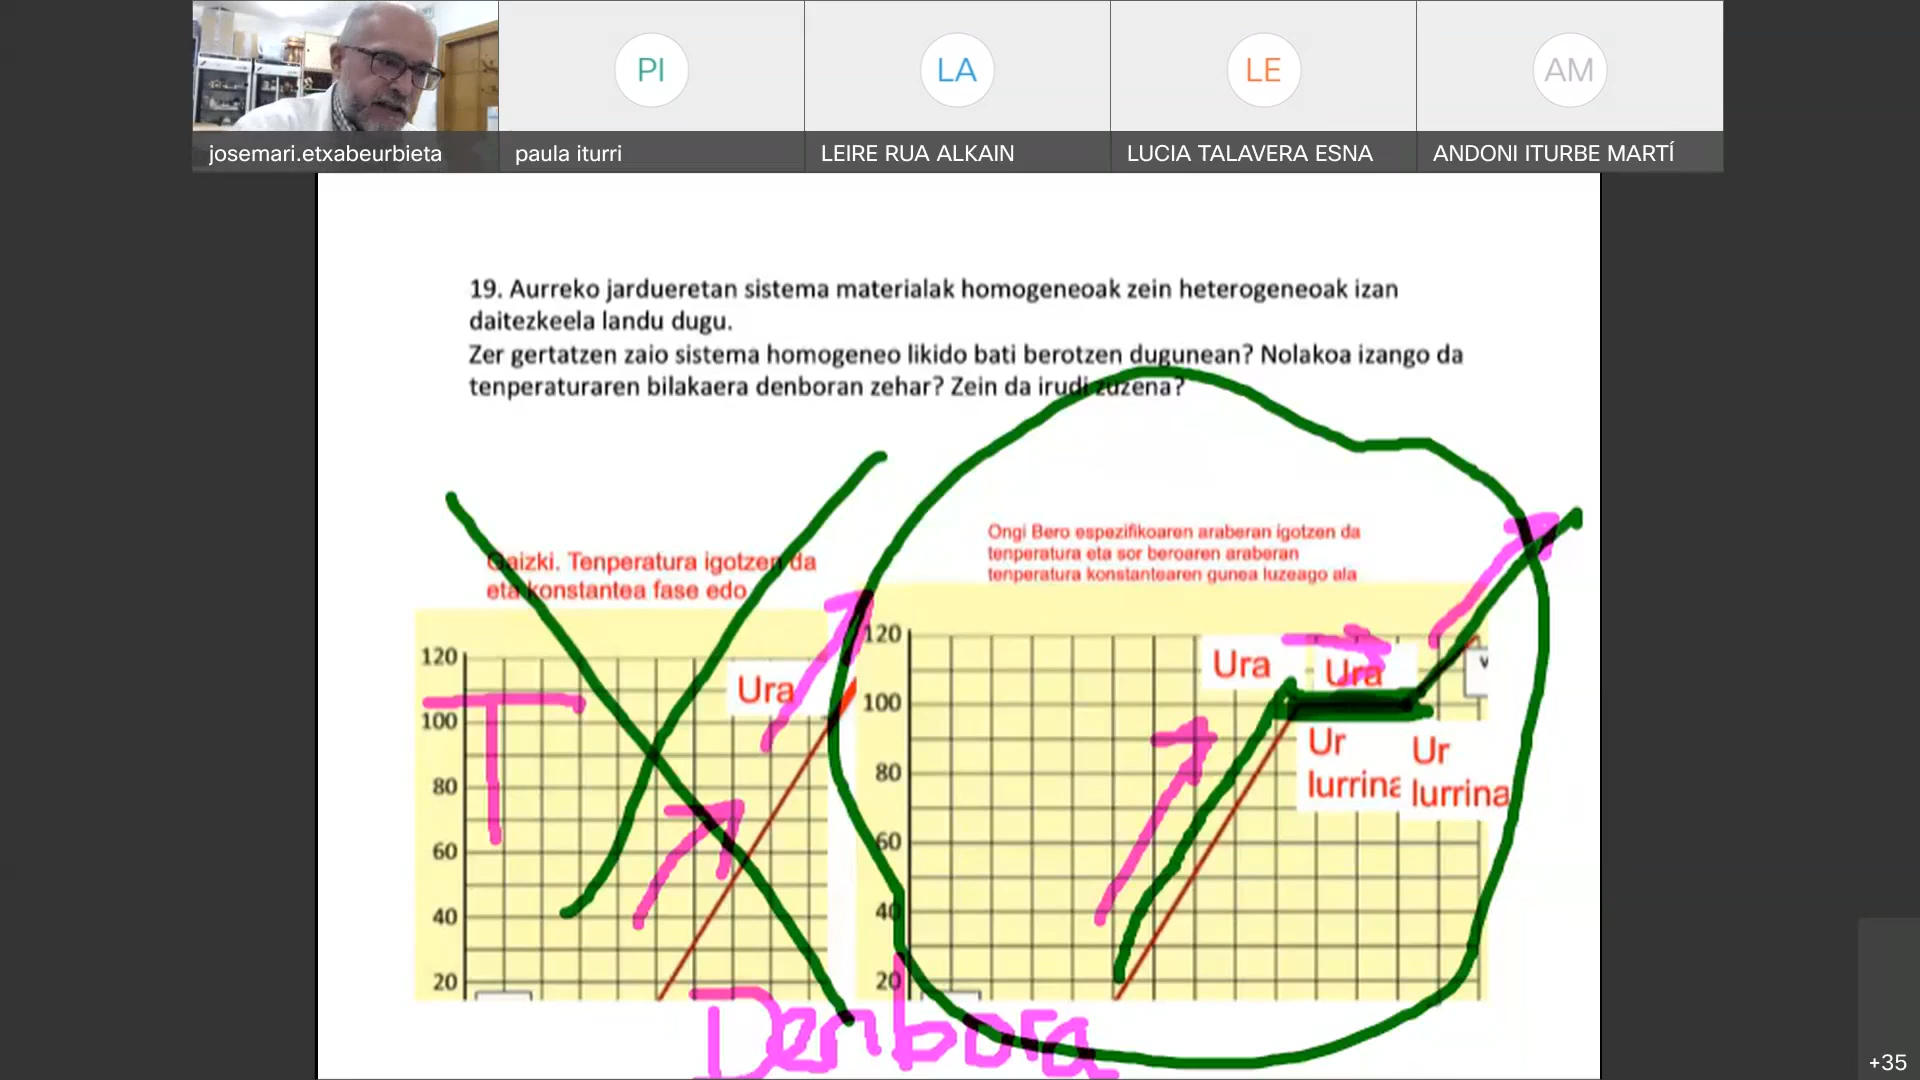 PI
LA
LE
AM
josemari.etxabeurbieta
paula iturri
LEIRE RUA ALKAIN
LUCIA TALAVERA ESNA
ANDONI ITURBE MARTÍ
19. Aurreko jardueretan sistema materialak homogeneoak zein heterogeneoak izan
daitezkeela landu dugu.
Zer gertatzen zaio sistema homogeneo likido bati berotzen dugunean? Nolakoa izango da
tenperaturaren bilakaera denboran zehar? Zein da irudi zuzena?
Gaizki. Tenperatura igotzen da
eta konstantea fase edo
120
100
80
60
40
20
Ura
T
Ongi Bero espezifikoaren araberan igotzen da
tenperatura eta sor beroaren araberan
tenperatura konstantearen gunea luzeago ala
120
100
80
60
40
20
Ura
Ura
Ur
lurrina
Ur
lurrina
Denbora
+35